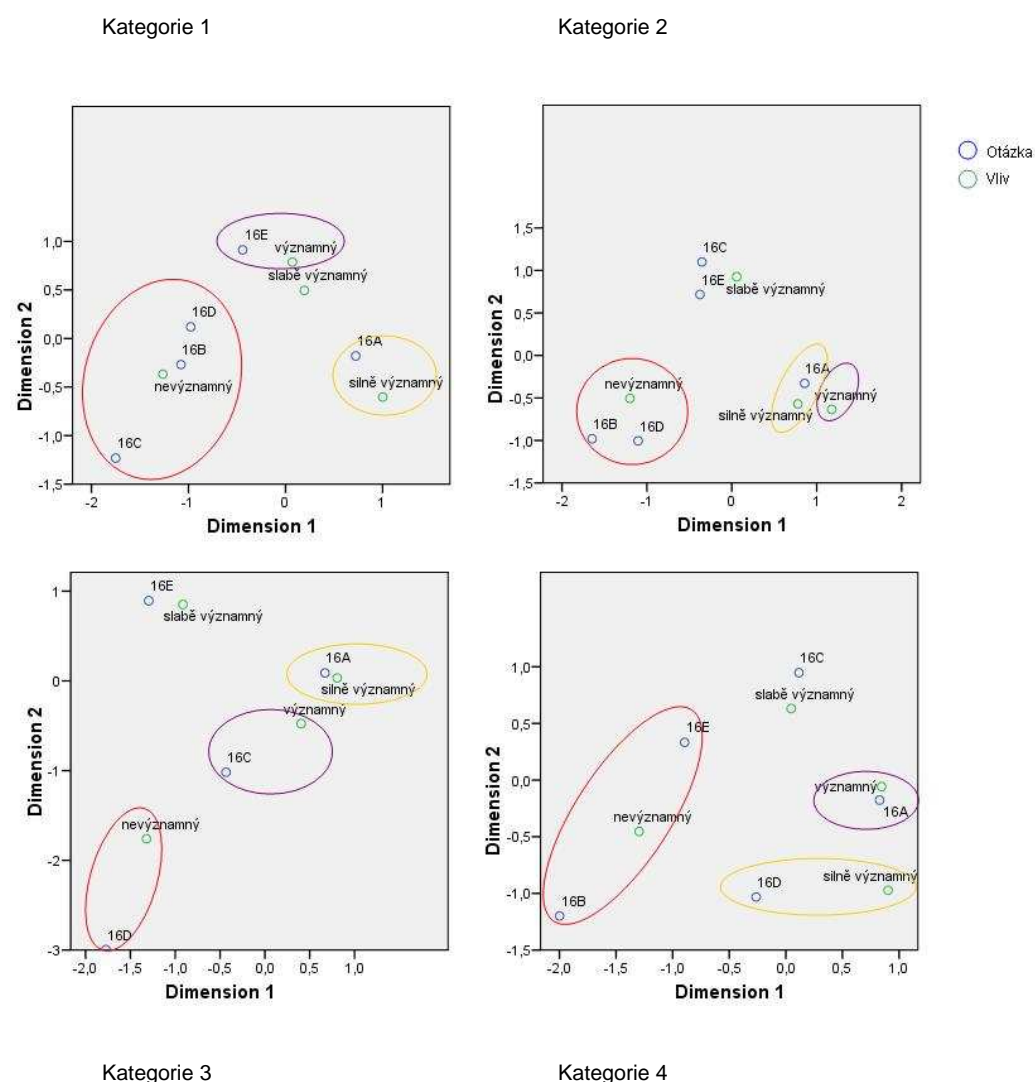 Kategorie 1
Kategorie 2
Otázka
Vliv
Dimension 2
1,0
0,5
0,0
-0,5
-1,0
-1,5
16E
významný
slabě významný
16D
16B
nevýznamný
16C
16A
silně významný
-2
-1
0
1
Dimension 1
Dimension 2
1,5
1,0
0,5
0,0
-0,5
-1,0
-1,5
16C
16E
slabě významný
16A
nevýznamný
významný
silně významný
16B
16D
-2
-1
0
1
2
Dimension 1
Dimension 2
1
0
-1
-2
-3
16E
slabě významný
16A
silně významný
významný
16C
nevýznamný
16D
-2,0
-1,5
-1,0
-0,5
0,0
0,5
1,0
Dimension 1
Dimension 2
1,0
0,5
0,0
-0,5
-1,0
-1,5
16C
slabě významný
16E
významný
16A
nevýznamný
16D
silně významný
16B
-2,0
-1,5
-1,0
-0,5
0,0
0,5
1,0
Dimension 1
Kategorie 3
Kategorie 4